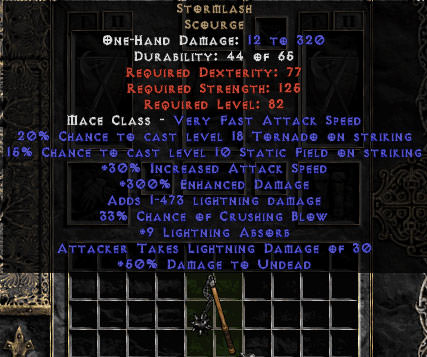 Stormlash
Scourge
One-Hand Damage: 12 to 320
Durability: 44 of 65
Required Dexterity: 77
Required Strength: 125
Required Level: 82
Mace Class - Very Fast Attack Speed
20% Chance to cast level 18 Tornado on striking
15% Chance to cast level 10 Static Field on striking
+30% Increased Attack Speed
+300% Enhanced Damage
Adds 1-473 lightning damage
33% Chance of Crushing Blow
+9 Lightning Absorb
Attacker Takes Lightning Damage of 30
+50% Damage to Undead